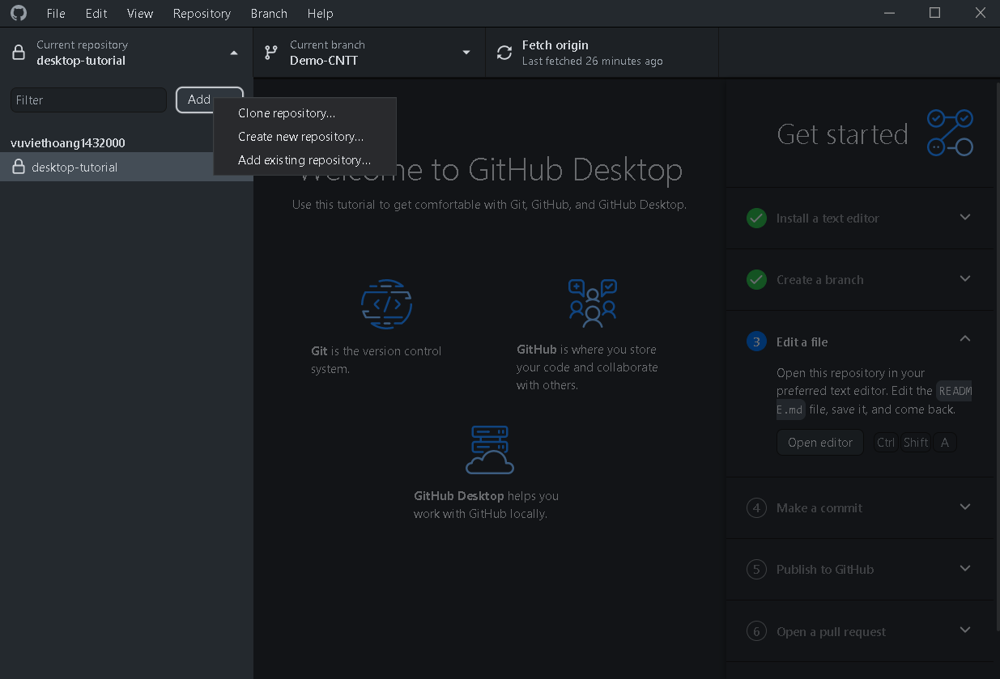 File Edit View Repository Branch Help
Current repository
desktop-tutorial
Current branch
Demo-CNTT
Fetch origin
Last fetched 26 minutes ago
Filter
Add
Clone repository...
Create new repository...
Add existing repository...
vuviethoang1432000
desktop-tutorial
Welcome to GitHub Desktop
Use this tutorial to get comfortable with Git, GitHub, and GitHub Desktop.
Git is the version control
system.
GitHub is where you store
your code and collaborate
with others.
GitHub Desktop helps you
work with GitHub locally.
Get started
Install a text editor
Create a branch
3 Edit a file
Open this repository in your
preferred text editor. Edit the READM
E.md file, save it, and come back.
Open editor Ctrl Shift A
4 Make a commit
5 Publish to GitHub
6 Open a pull request